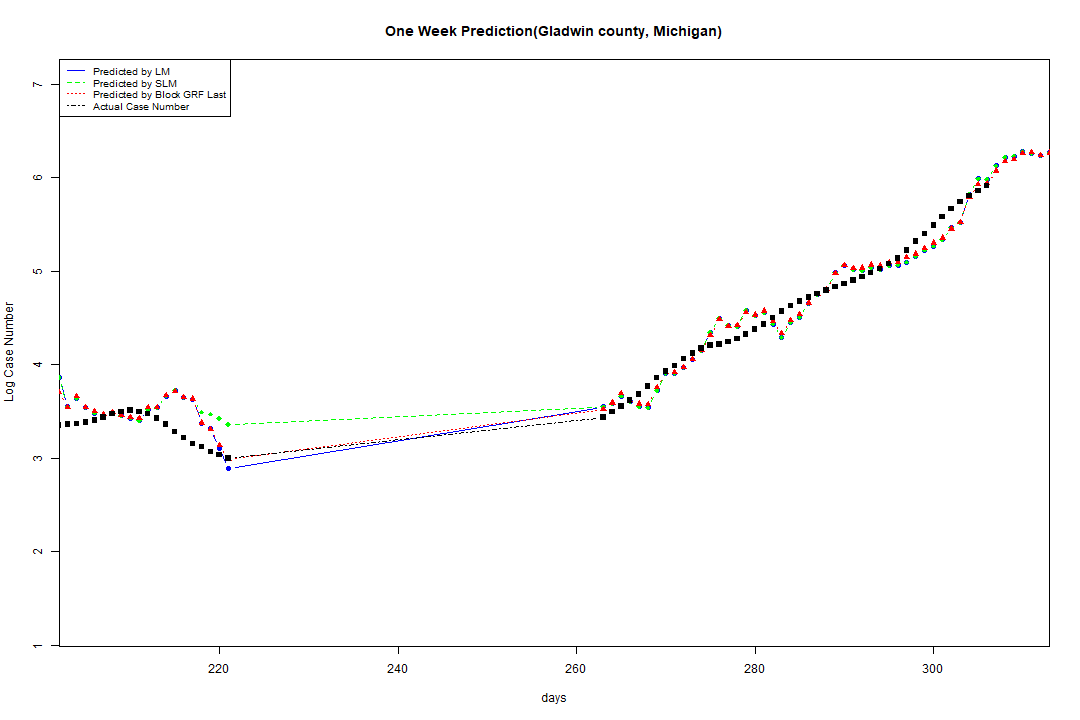 One Week Prediction(Gladwin county, Michigan)
Predicted by LM
Predicted by SLM
Predicted by Block GRF Last
Actual Case Number
7
6
5
4
3
2
1
Log Case Number
220 240 260 280 300
days